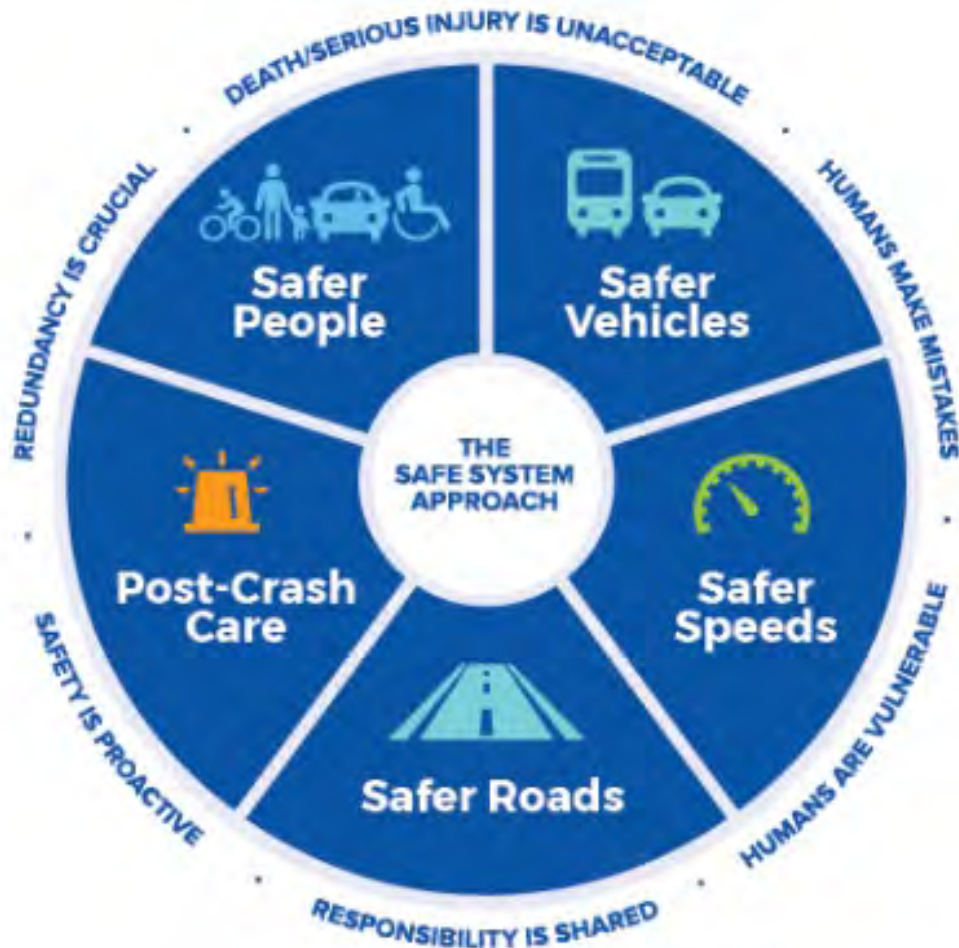 DEATH/SERIOUS INJURY IS UNACCEPTABLE
HUMANS MAKE MISTAKES
HUMANS ARE VULNERABLE
RESPONSIBILITY IS SHARED
SAFETY IS PROACTIVE
REDUNDANCY IS CRUCIAL
Safer
People
Safer
Vehicles
THE
SAFE SYSTEM
APPROACH
Post-Crash
Care
Safer
Speeds
Safer Roads